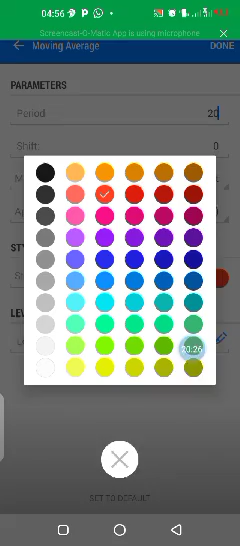 04:56
Screencast-O-Matic App is using microphone
Moving Average
DONE
PARAMETERS
Period
20
Shift:
0
20:26
SET TO DEFAULT